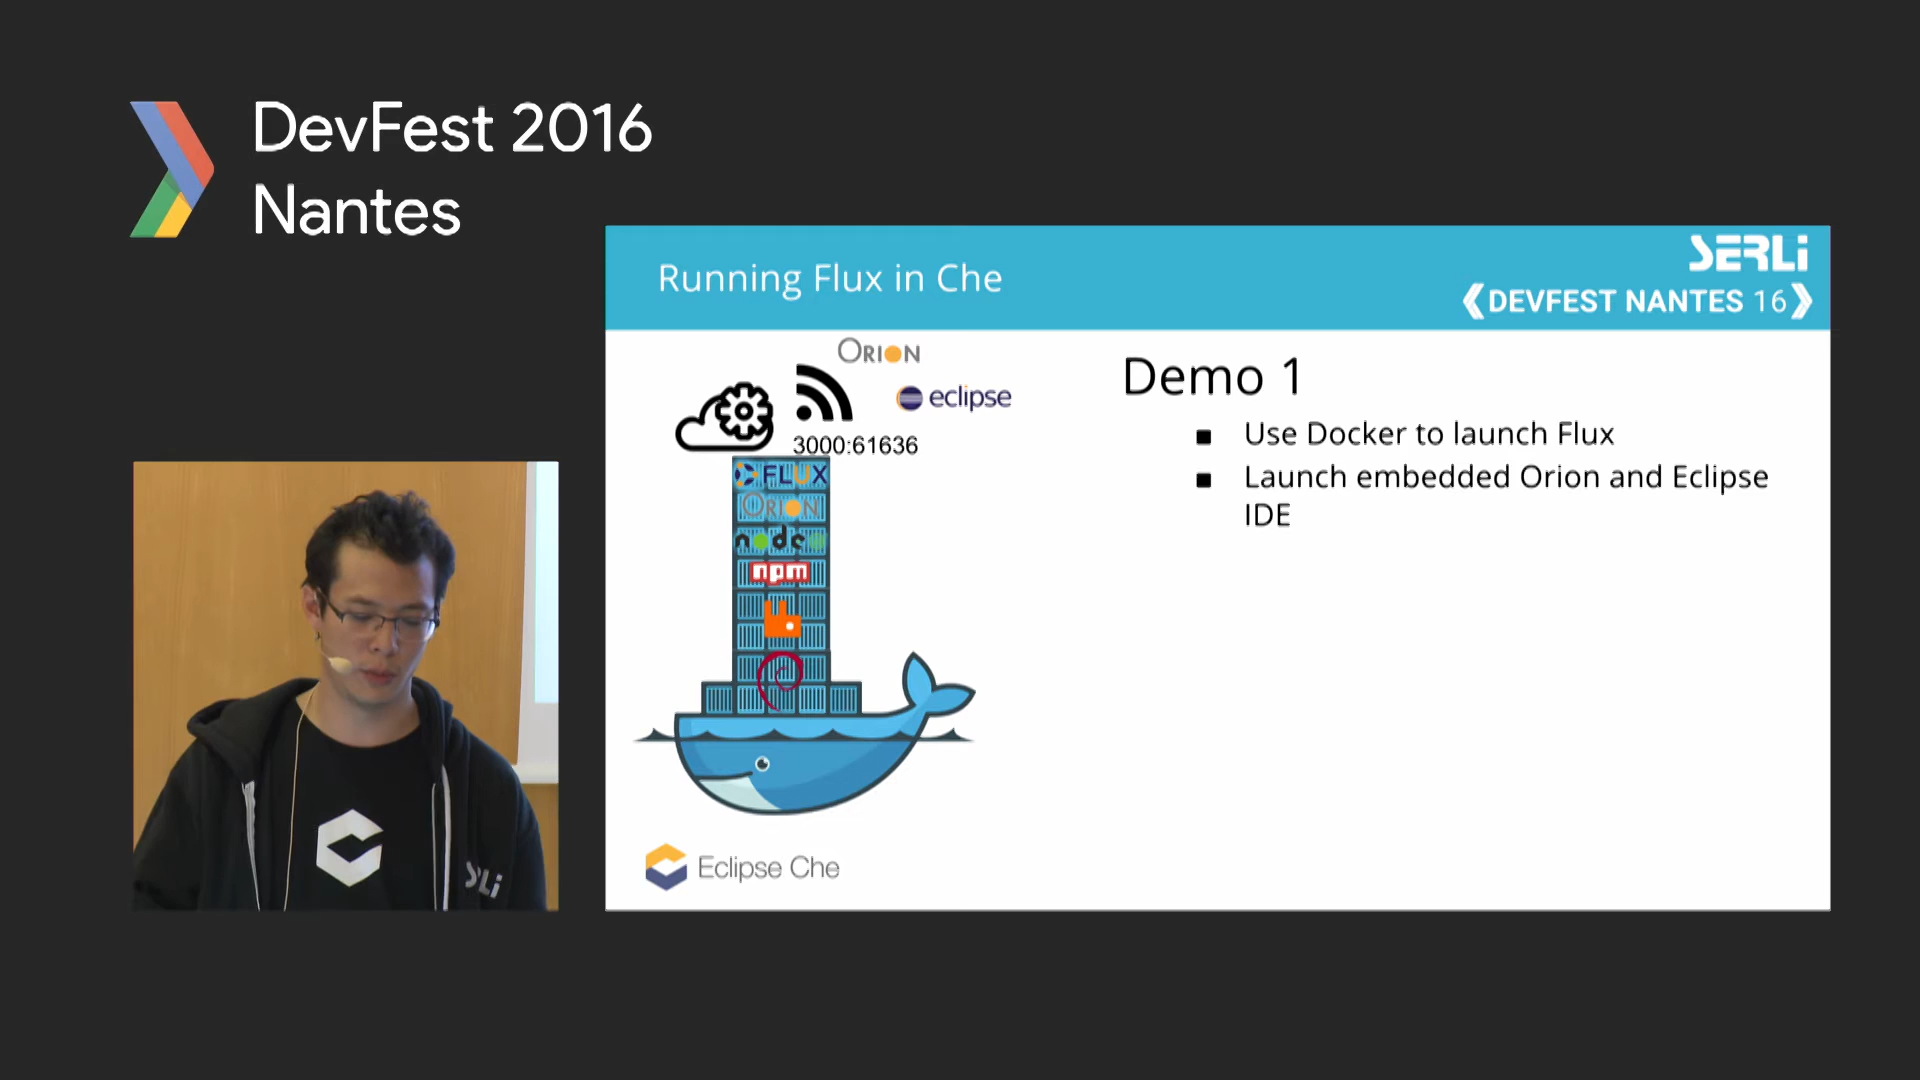 DevFest 2016
Nantes
Running Flux in Che
SERLi
❮DEVFEST NANTES 16❯
ORION
eclipse
3000:61636
FLUX
ORION
node
npm
Demo 1
■ Use Docker to launch Flux
■ Launch embedded Orion and Eclipse
IDE
Eclipse Che
SERLi